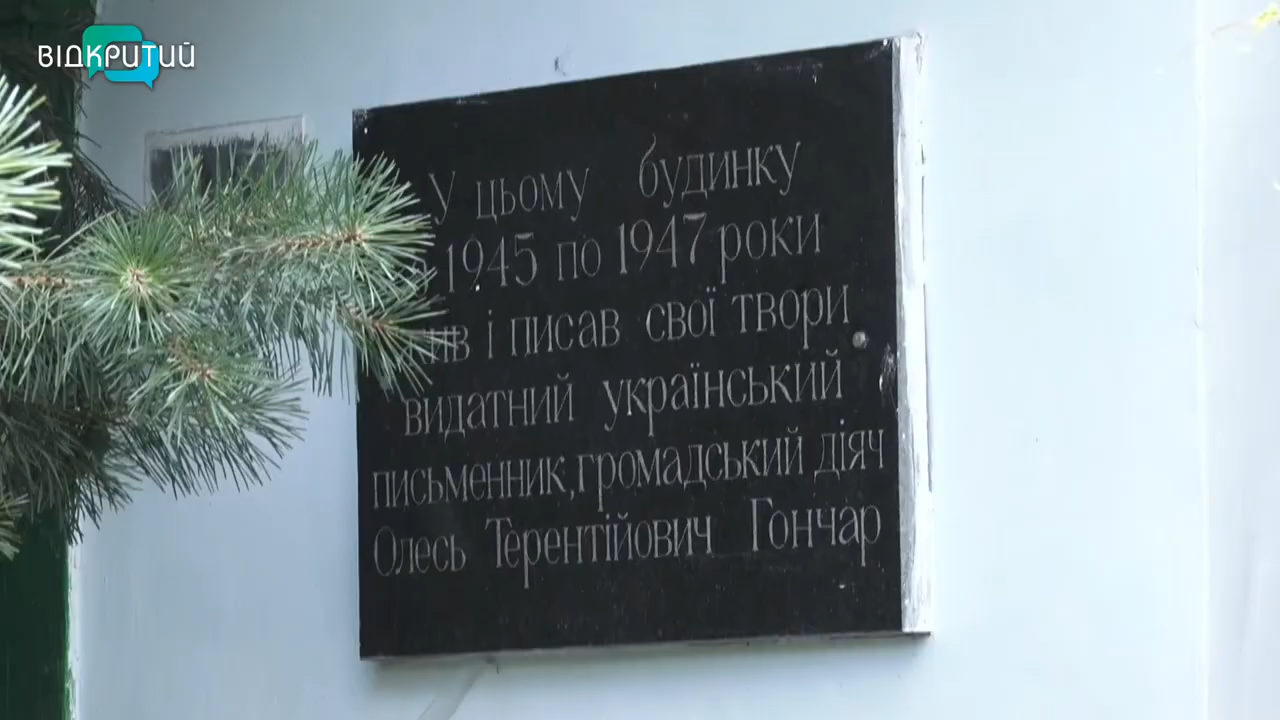 ВІДКРИТИЙ
У цьому будинку
1945 по 1947 роки
і писав свої твори
видатний український
письменник, громадський діяч
Олесь Терентійович Гончар